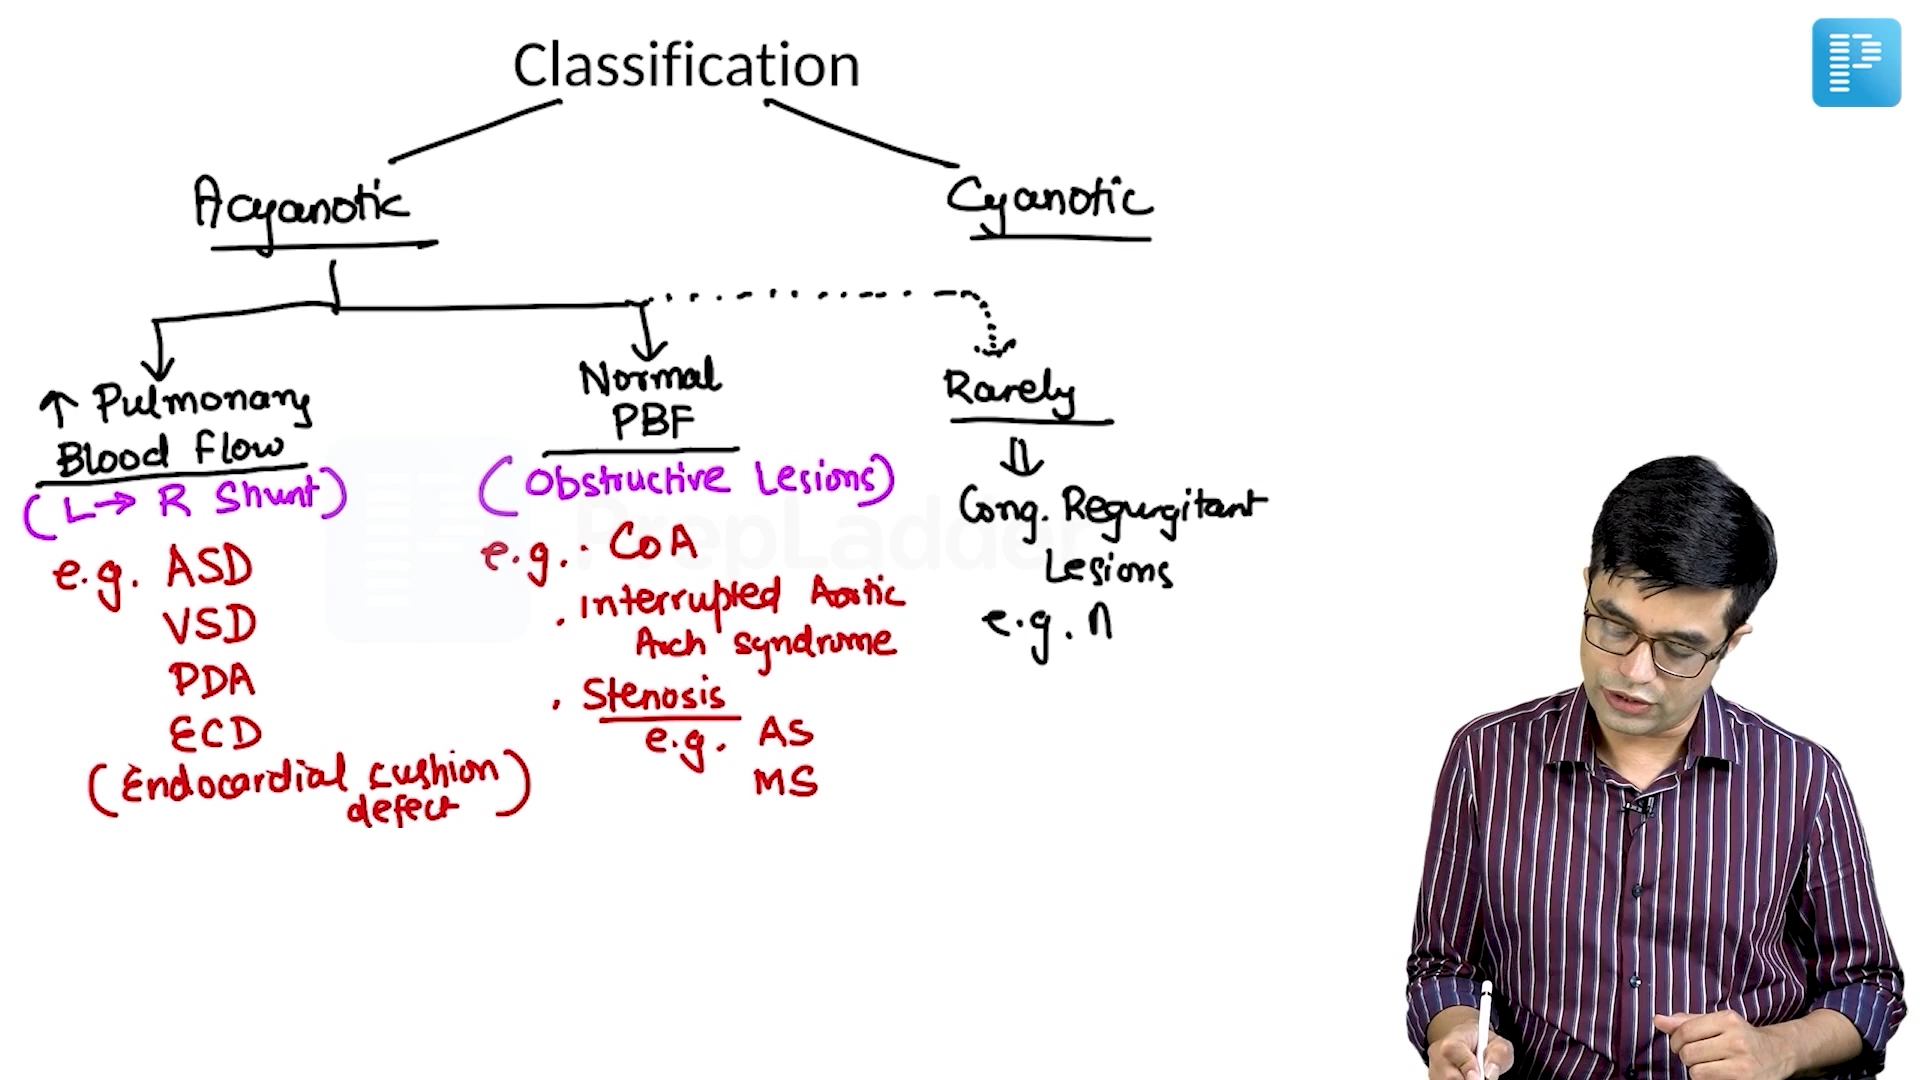 Classification
Acyanotic
Cyanotic
↑ Pulmonary
Blood flow
(L→ R Shunt)
e.g. ASD
VSD
PDA
ECD
(Endocardial cushion
defect)
Normal
PBF
(Obstructive Lesions)
e.g. . CoA
. Interrupted Aortic
Arch syndrome
. Stenosis
e.g. AS
MS
Rarely
⇓
Cong. Regurgitant
Lesions
e.g. n
PrepLadder